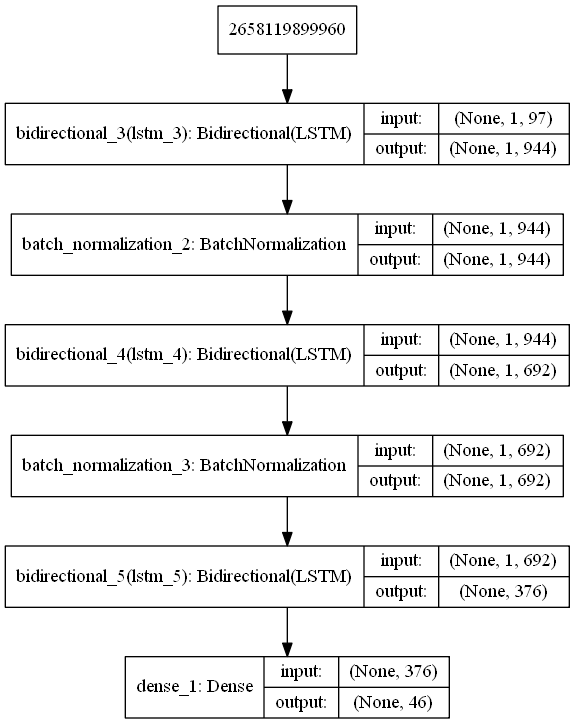 2658119899960
bidirectional_3(lstm_3): Bidirectional(LSTM)
input:
(None, 1, 97)
output:
(None, 1, 944)
batch_normalization_2: BatchNormalization
input:
(None, 1, 944)
output:
(None, 1, 944)
bidirectional_4(lstm_4): Bidirectional(LSTM)
input:
(None, 1, 944)
output:
(None, 1, 692)
batch_normalization_3: BatchNormalization
input:
(None, 1, 692)
output:
(None, 1, 692)
bidirectional_5(lstm_5): Bidirectional(LSTM)
input:
(None, 1, 692)
output:
(None, 376)
dense_1: Dense
input:
(None, 376)
output:
(None, 46)